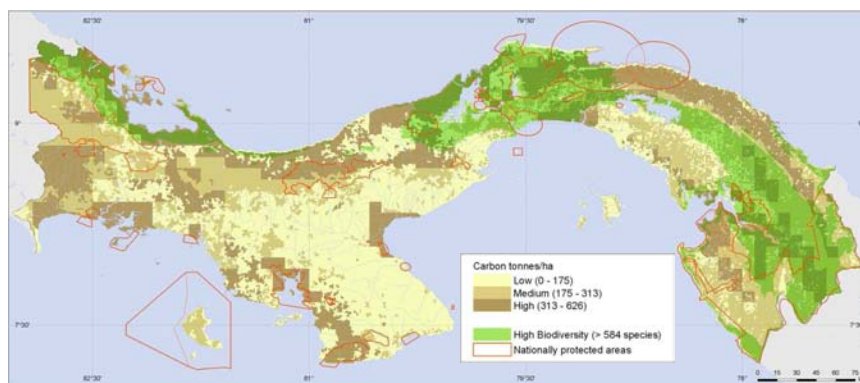 82°30' 81° 79°30' 78°
9° 9°
Carbon tonnes/ha
Low (0 - 175)
Medium (175 - 313)
High (313 - 626)
7°30' 7°30'
High Biodiversity (> 584 species)
Nationally protected areas
0 15 30 45 60 75
82°30' 81° 79°30' 78°